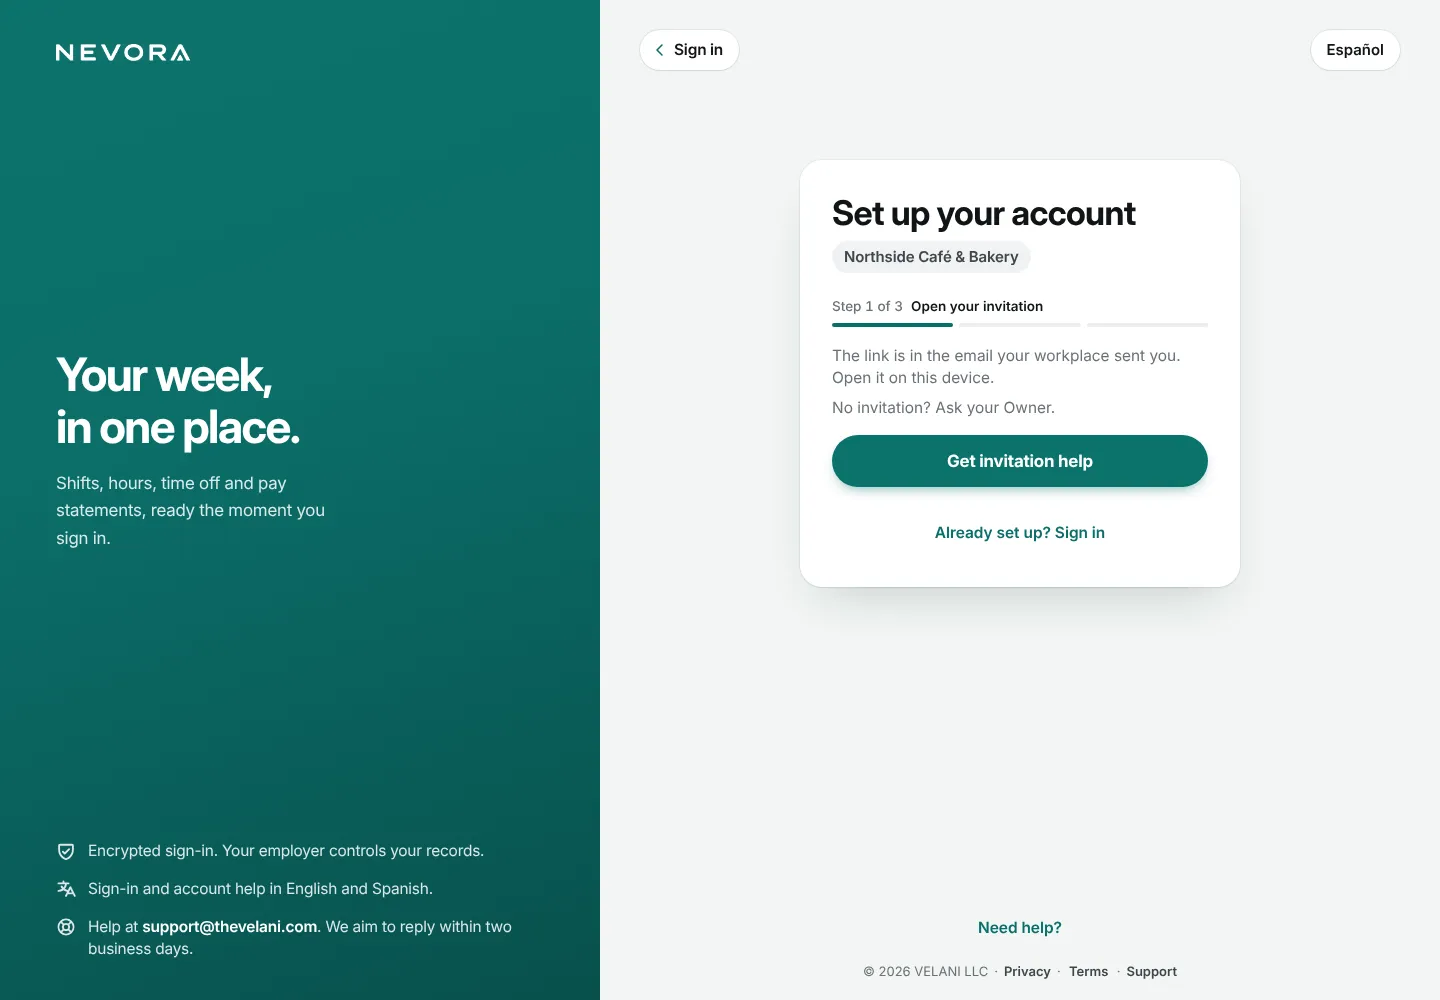 NEVORA
Your week,
in one place.
Shifts, hours, time off and pay
statements, ready the moment you
sign in.
Encrypted sign-in. Your employer controls your records.
Sign-in and account help in English and Spanish.
Help at support@thevelani.com. We aim to reply within two
business days.
Sign in
Español
Set up your account
Northside Café & Bakery
Step 1 of 3 Open your invitation
The link is in the email your workplace sent you.
Open it on this device.
No invitation? Ask your Owner.
Get invitation help
Already set up? Sign in
Need help?
© 2026 VELANI LLC · Privacy · Terms · Support